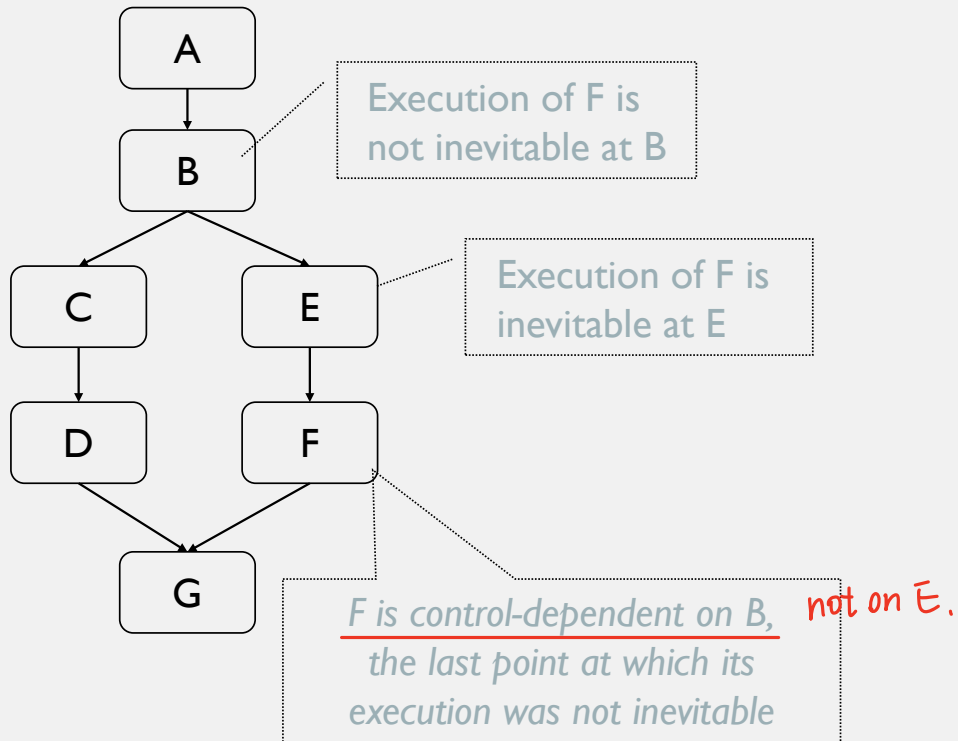 A
Execution of F is
not inevitable at B
B
Execution of F is
inevitable at E
C
E
D
F
G
F is control-dependent on B, not on E.
the last point at which its
execution was not inevitable